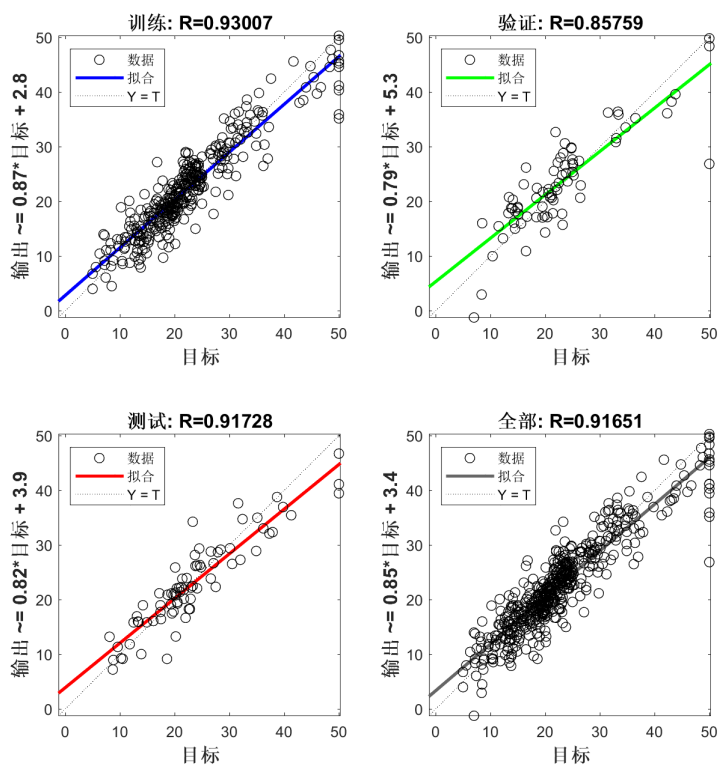 训练: R=0.93007
输出 ~= 0.87*目标 + 2.8
50
40
30
20
10
0
数据
拟合
Y = T
0 10 20 30 40 50
目标
验证: R=0.85759
输出 ~= 0.79*目标 + 5.3
50
40
30
20
10
0
数据
拟合
Y = T
0 10 20 30 40 50
目标
测试: R=0.91728
输出 ~= 0.82*目标 + 3.9
50
40
30
20
10
0
数据
拟合
Y = T
0 10 20 30 40 50
目标
全部: R=0.91651
输出 ~= 0.85*目标 + 3.4
50
40
30
20
10
0
数据
拟合
Y = T
0 10 20 30 40 50
目标